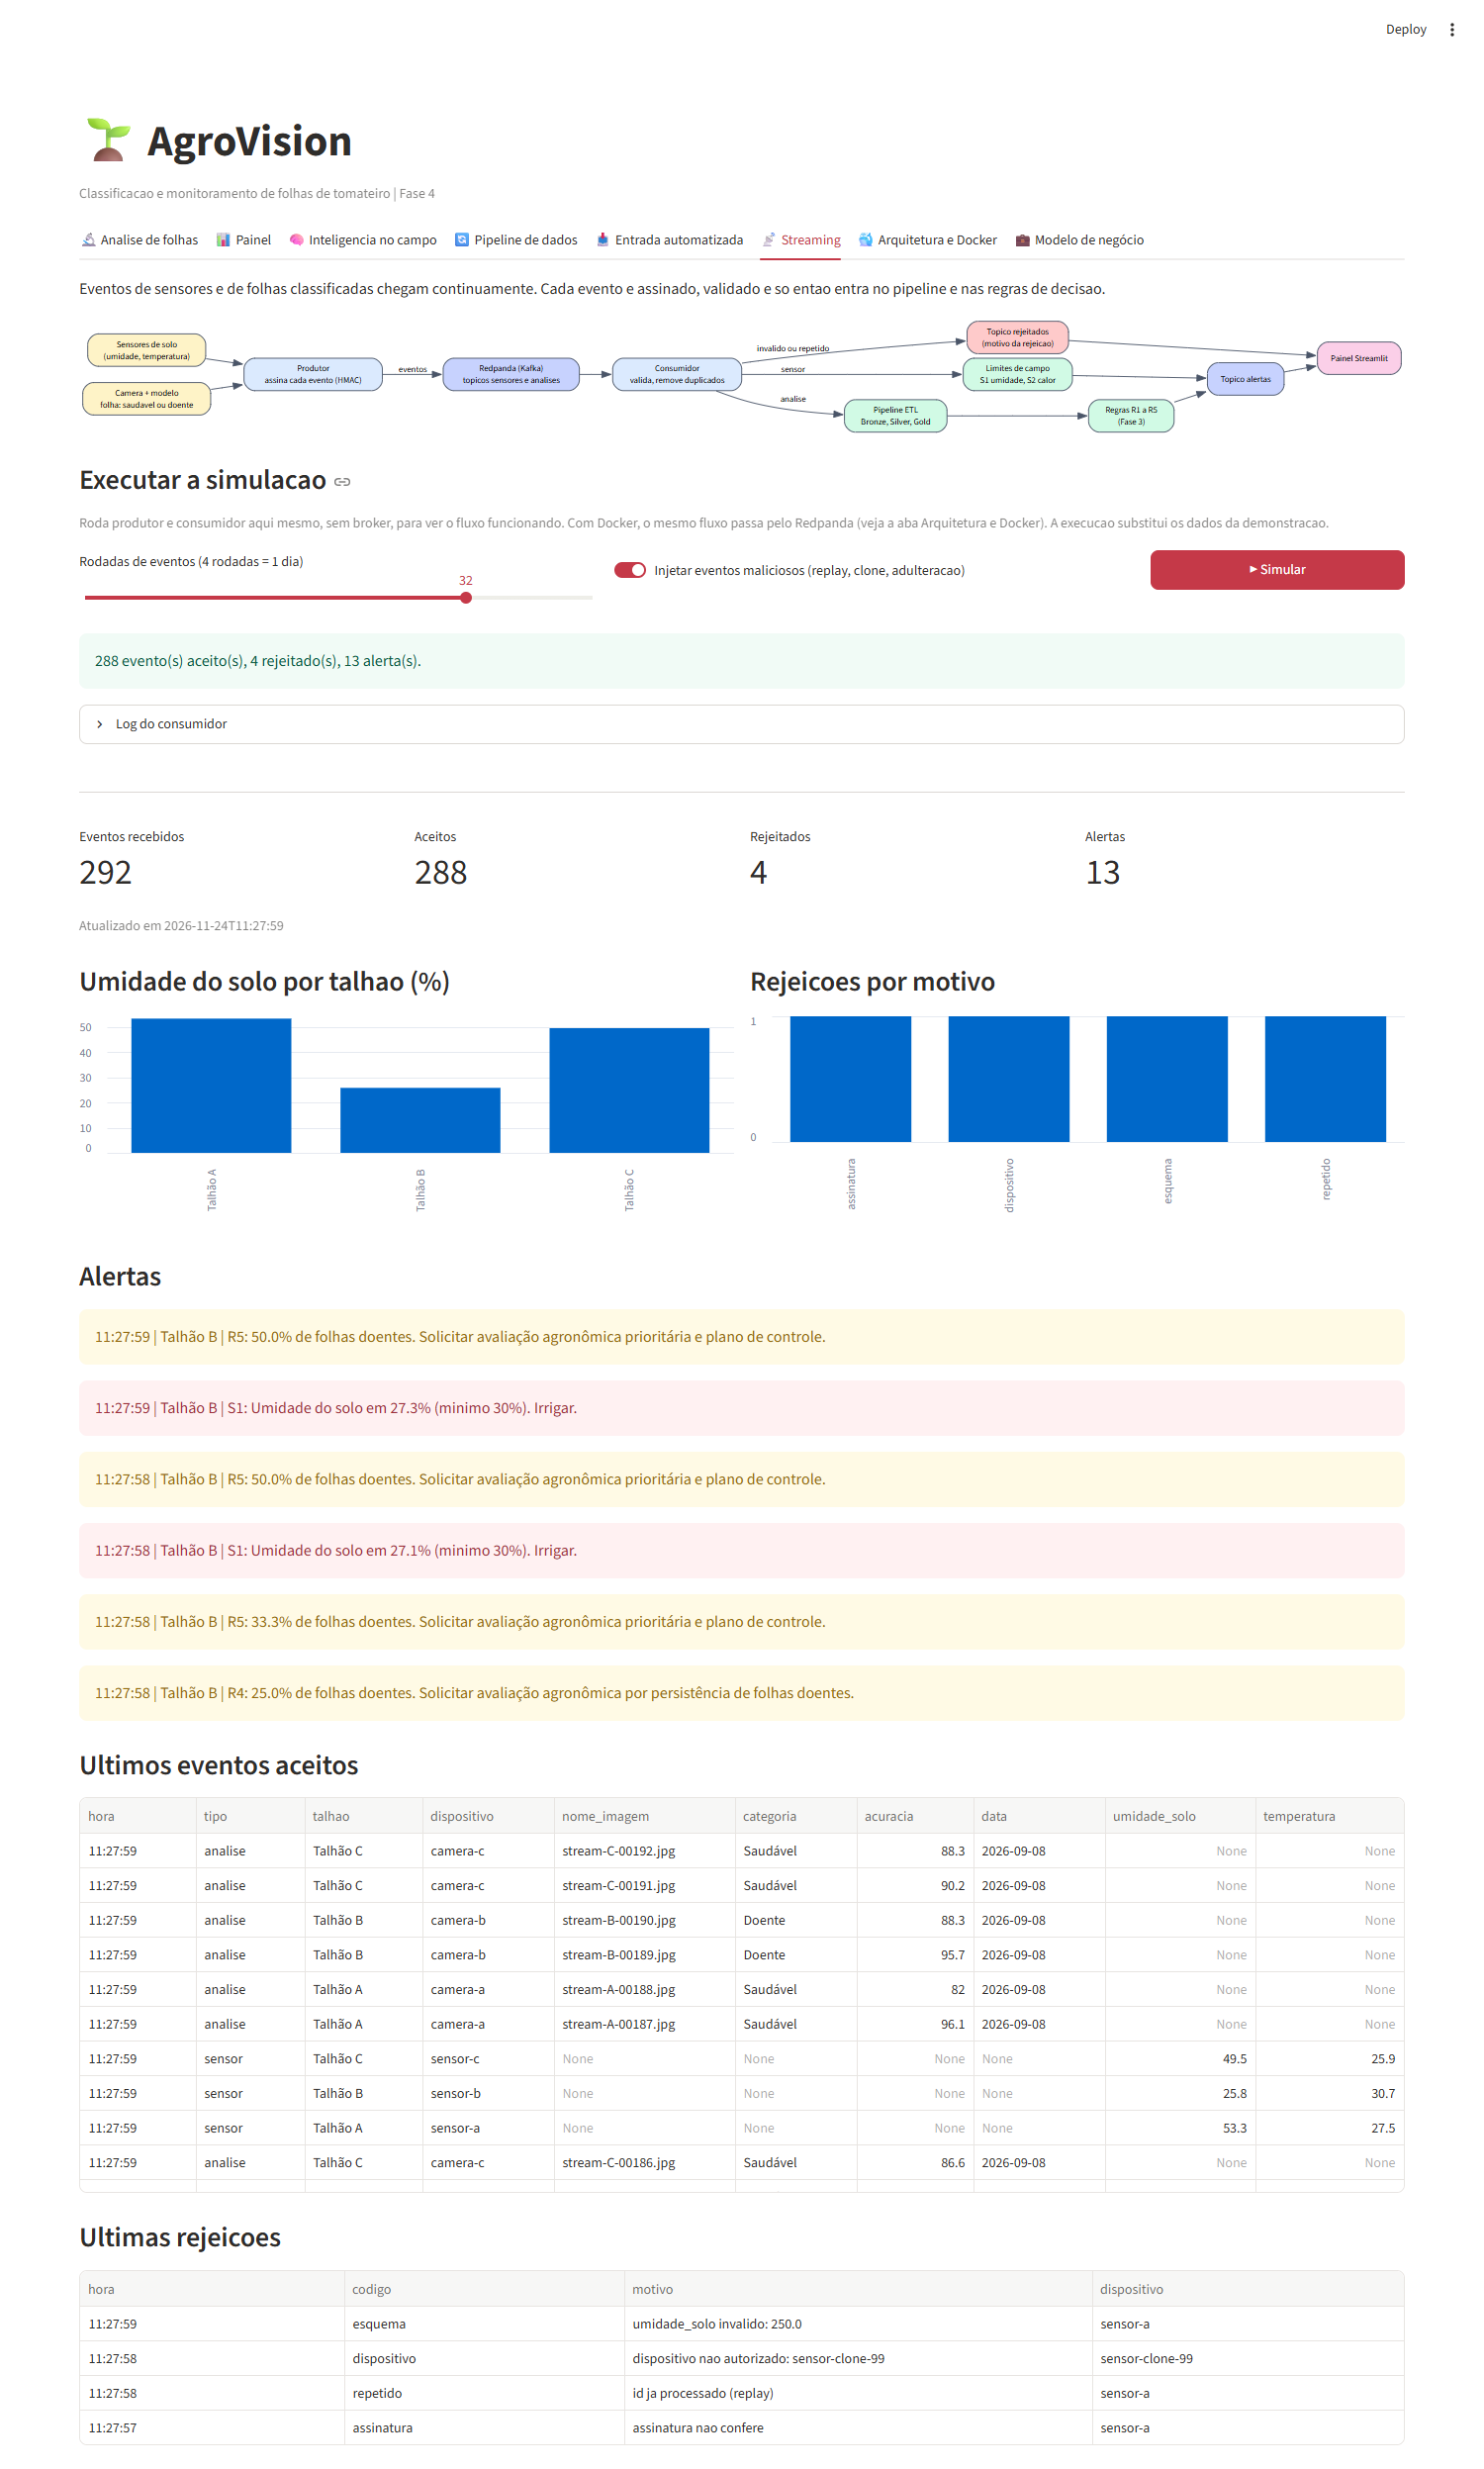 Deploy
AgroVision
Classificacao e monitoramento de folhas de tomateiro | Fase 4
Analise de folhas Painel Inteligencia no campo Pipeline de dados Entrada automatizada Streaming Arquitetura e Docker Modelo de negócio
Eventos de sensores e de folhas classificadas chegam continuamente. Cada evento e assinado, validado e so entao entra no pipeline e nas regras de decisao.
Sensores de solo
(umidade, temperatura)
Camera + modelo
folha: saudavel ou doente
Produtor
assina cada evento (HMAC)
eventos
Redpanda (Kafka)
topicos sensores e analises
Consumidor
valida, remove duplicados
invalido ou repetido
sensor
analise
Topico rejeitados
(motivo da rejeicao)
Limites de campo
S1 umidade, S2 calor
Pipeline ETL
Bronze, Silver, Gold
Regras R1 a R5
(Fase 3)
Topico alertas
Painel Streamlit
Executar a simulacao
Roda produtor e consumidor aqui mesmo, sem broker, para ver o fluxo funcionando. Com Docker, o mesmo fluxo passa pelo Redpanda (veja a aba Arquitetura e Docker). A execucao substitui os dados da demonstracao.
Rodadas de eventos (4 rodadas = 1 dia)
32
Injetar eventos maliciosos (replay, clone, adulteracao)
Simular
288 evento(s) aceito(s), 4 rejeitado(s), 13 alerta(s).
Log do consumidor
Eventos recebidos Aceitos Rejeitados Alertas
292 288 4 13
Atualizado em 2026-11-24T11:27:59
Umidade do solo por talhao (%)
50
40
30
20
10
0
Talhão A Talhão B Talhão C
Rejeicoes por motivo
1
0
assinatura dispositivo esquema repetido
Alertas
11:27:59 | Talhão B | R5: 50.0% de folhas doentes. Solicitar avaliação agronômica prioritária e plano de controle.
11:27:59 | Talhão B | S1: Umidade do solo em 27.3% (minimo 30%). Irrigar.
11:27:58 | Talhão B | R5: 50.0% de folhas doentes. Solicitar avaliação agronômica prioritária e plano de controle.
11:27:58 | Talhão B | S1: Umidade do solo em 27.1% (minimo 30%). Irrigar.
11:27:58 | Talhão B | R5: 33.3% de folhas doentes. Solicitar avaliação agronômica prioritária e plano de controle.
11:27:58 | Talhão B | R4: 25.0% de folhas doentes. Solicitar avaliação agronômica por persistência de folhas doentes.
Ultimos eventos aceitos
hora tipo talhao dispositivo nome_imagem categoria acuracia data umidade_solo temperatura
11:27:59 analise Talhão C camera-c stream-C-00192.jpg Saudável 88.3 2026-09-08 None None
11:27:59 analise Talhão C camera-c stream-C-00191.jpg Saudável 90.2 2026-09-08 None None
11:27:59 analise Talhão B camera-b stream-B-00190.jpg Doente 88.3 2026-09-08 None None
11:27:59 analise Talhão B camera-b stream-B-00189.jpg Doente 95.7 2026-09-08 None None
11:27:59 analise Talhão A camera-a stream-A-00188.jpg Saudável 82 2026-09-08 None None
11:27:59 analise Talhão A camera-a stream-A-00187.jpg Saudável 96.1 2026-09-08 None None
11:27:59 sensor Talhão C sensor-c None None None None 49.5 25.9
11:27:59 sensor Talhão B sensor-b None None None None 25.8 30.7
11:27:59 sensor Talhão A sensor-a None None None None 53.3 27.5
11:27:59 analise Talhão C camera-c stream-C-00186.jpg Saudável 86.6 2026-09-08 None None
Ultimas rejeicoes
hora codigo motivo dispositivo
11:27:59 esquema umidade_solo invalido: 250.0 sensor-a
11:27:58 dispositivo dispositivo nao autorizado: sensor-clone-99 sensor-clone-99
11:27:58 repetido id ja processado (replay) sensor-a
11:27:57 assinatura assinatura nao confere sensor-a